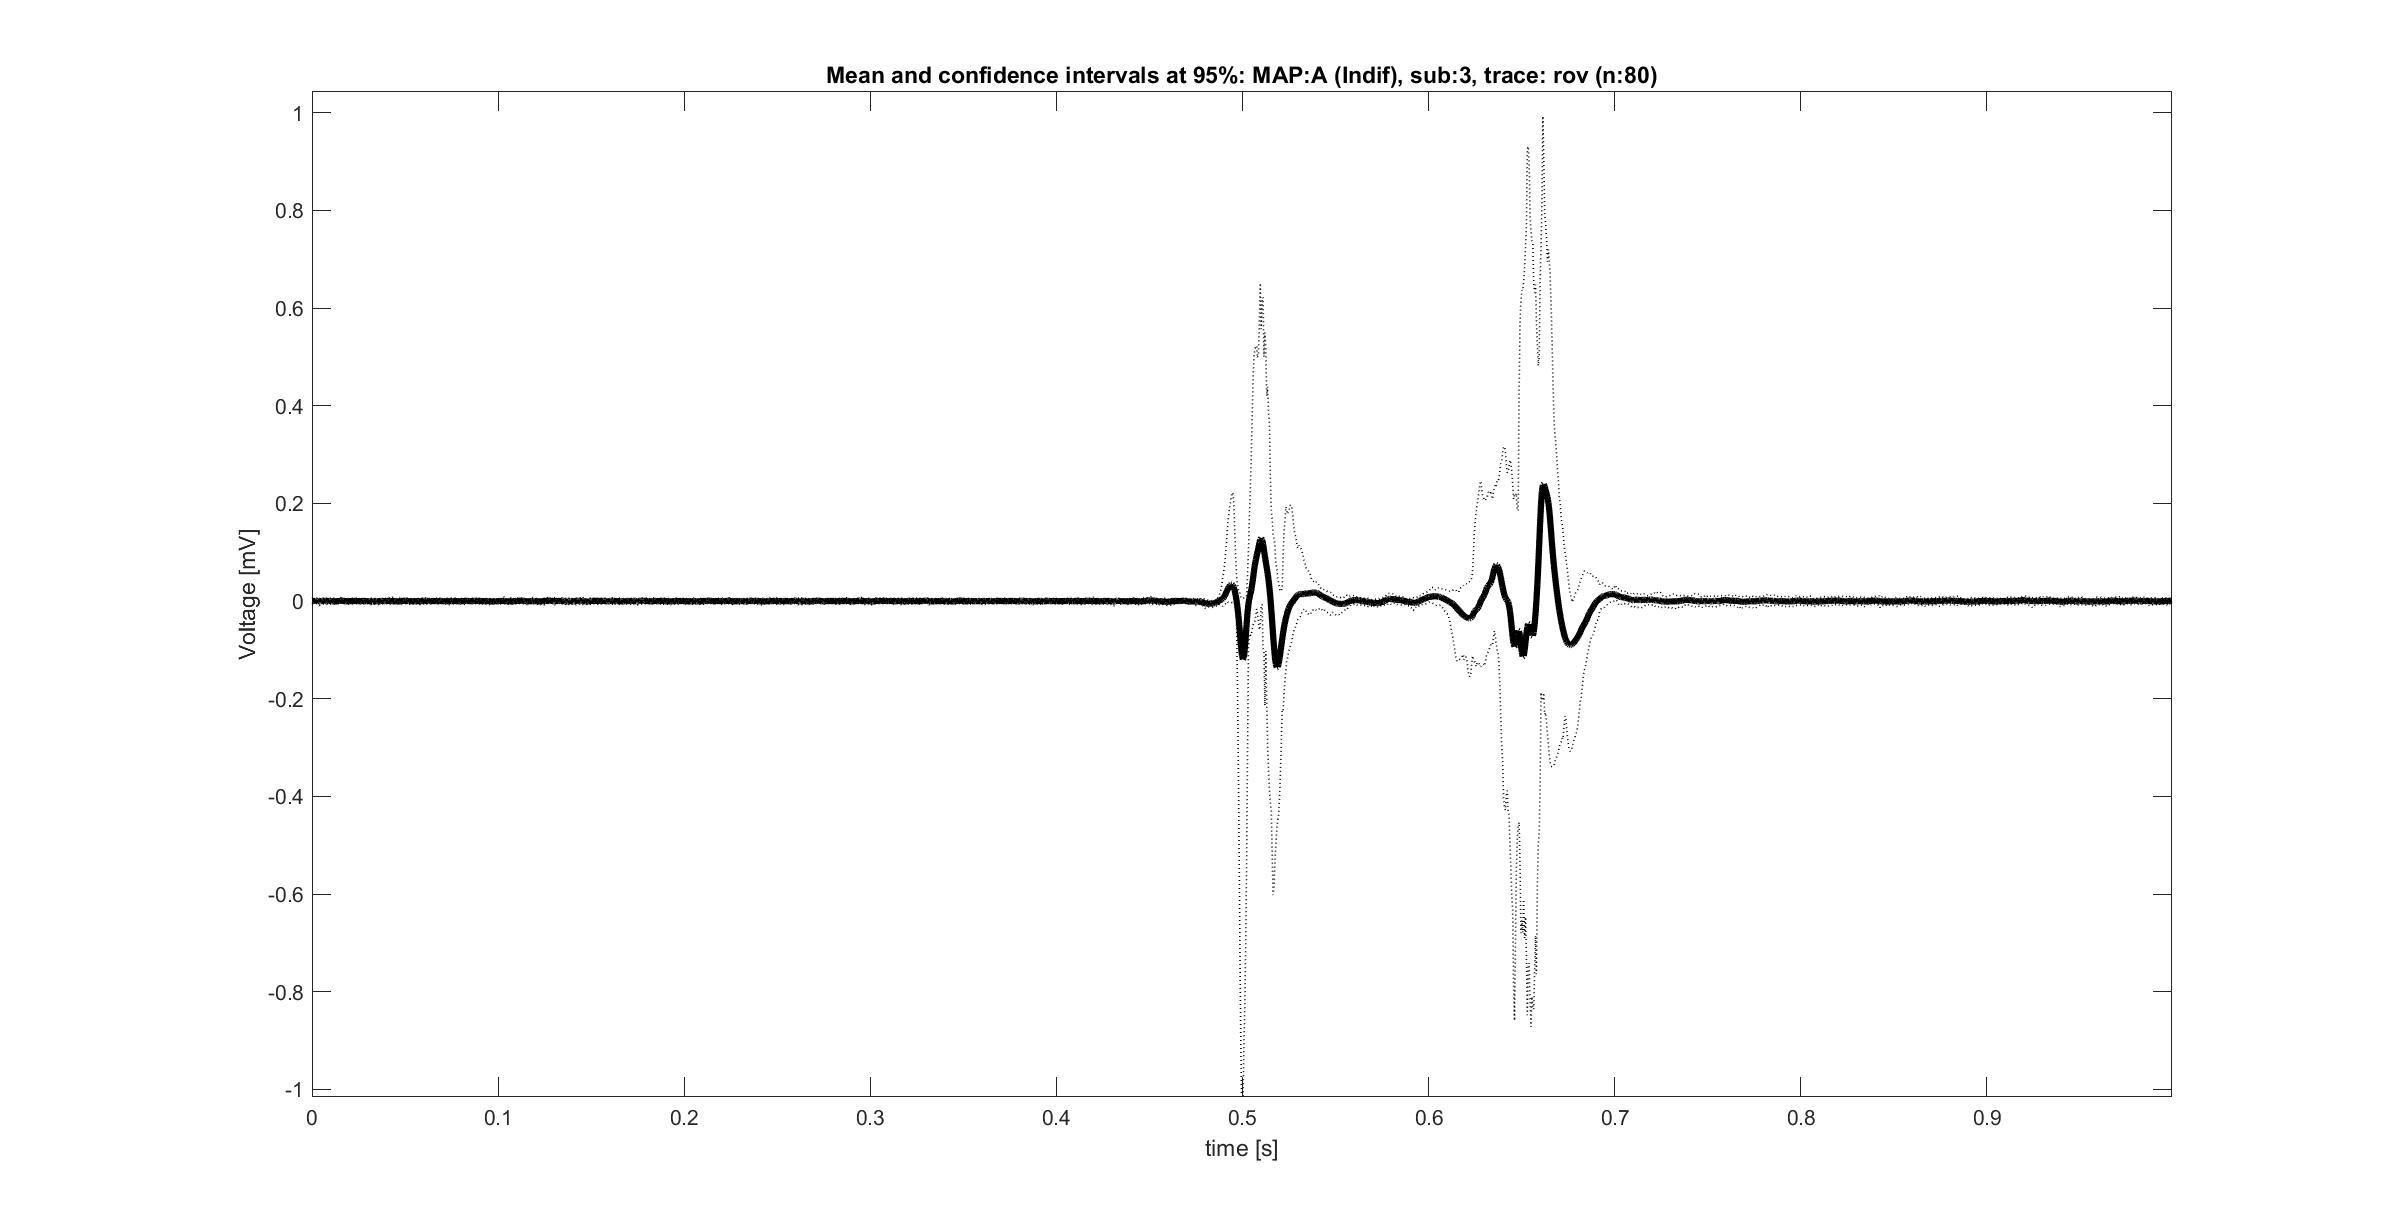 Mean and confidence intervals at 95%: MAP:A (Indif), sub:3, trace: rov (n:80)
1
0.8
0.6
0.4
0.2
0
-0.2
-0.4
-0.6
-0.8
-1
Voltage [mV]
0 0.1 0.2 0.3 0.4 0.5 0.6 0.7 0.8 0.9
time [s]